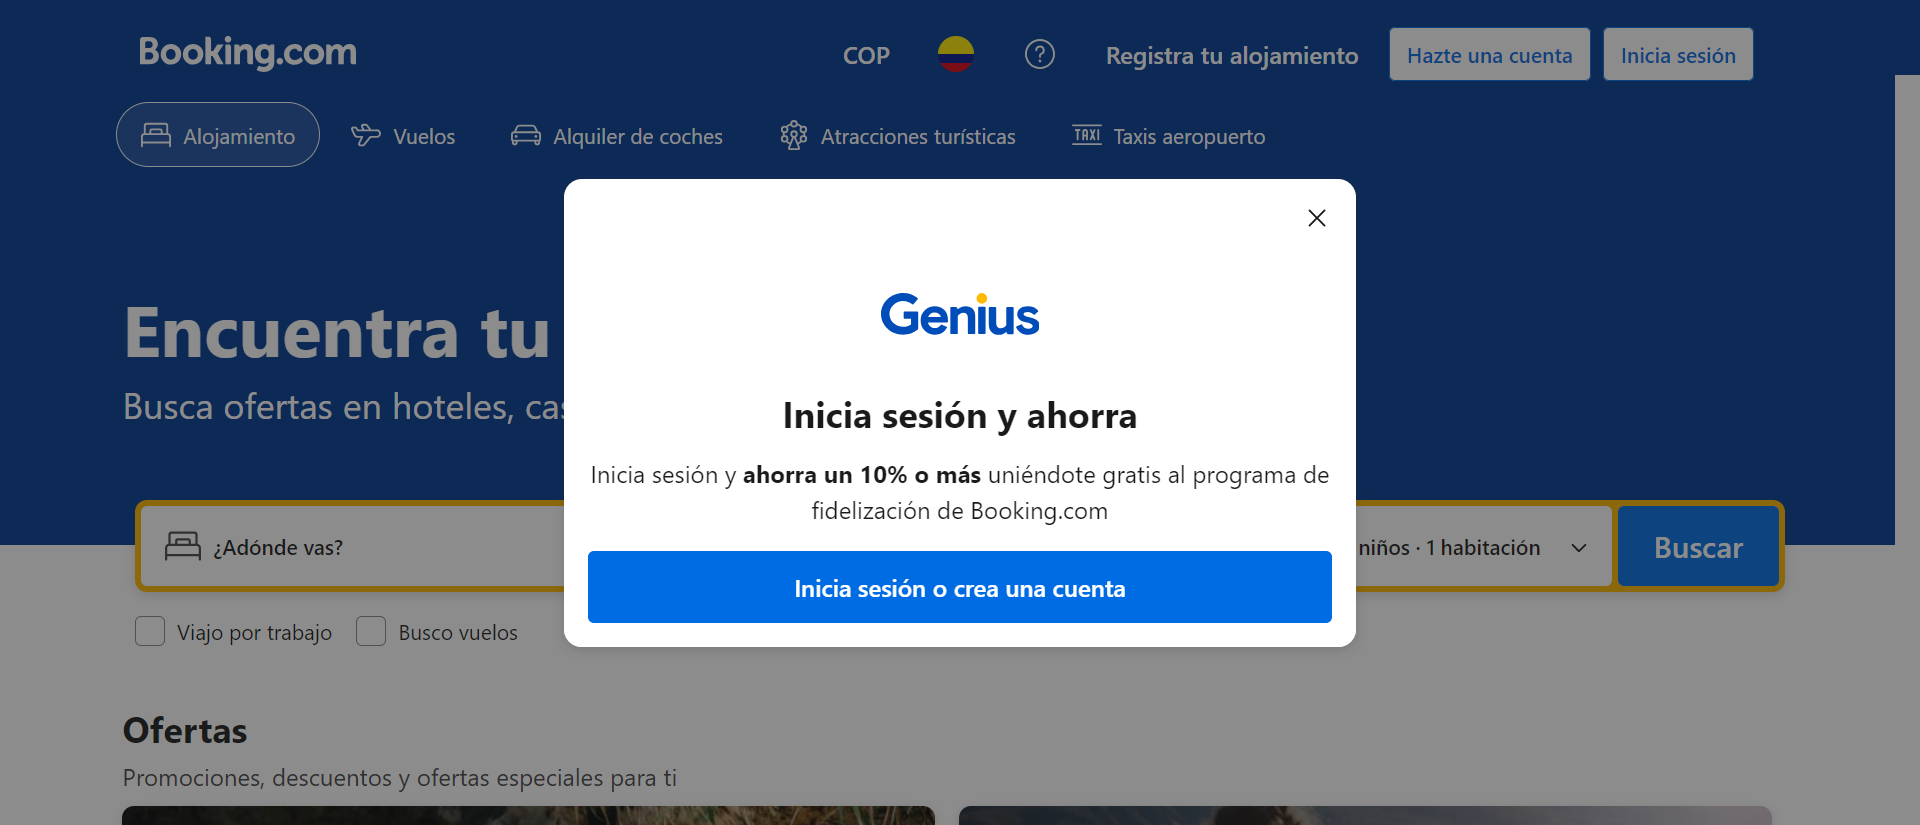 Booking.com
COP
Registra tu alojamiento
Hazte una cuenta
Inicia sesión
Alojamiento
Vuelos
Alquiler de coches
Atracciones turísticas
TAXI
Taxis aeropuerto
Genius
Inicia sesión y ahorra
Inicia sesión y ahorra un 10% o más uniéndote gratis al programa de
fidelización de Booking.com
Inicia sesión o crea una cuenta
Encuentra tu
Busca ofertas en hoteles,
¿Adónde vas?
niños · 1 habitación
Buscar
Viajo por trabajo
Busco vuelos
Ofertas
Promociones, descuentos y ofertas especiales para ti